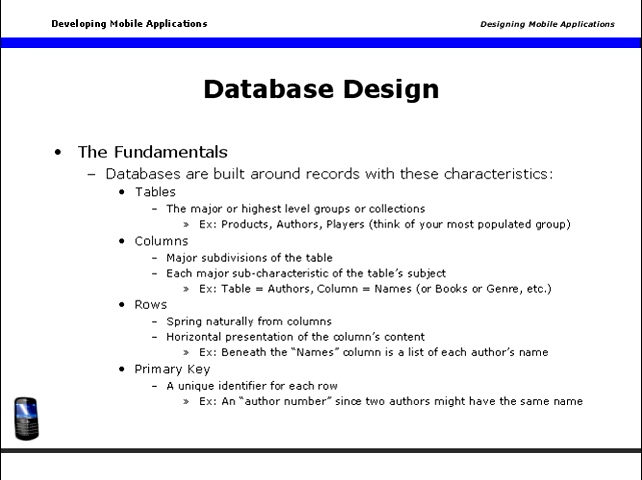 Developing Mobile Applications
Designing Mobile Applications
Database Design
• The Fundamentals
– Databases are built around records with these characteristics:
• Tables
– The major or highest level groups or collections
» Ex: Products, Authors, Players (think of your most populated group)
• Columns
– Major subdivisions of the table
– Each major sub-characteristic of the table's subject
» Ex: Table = Authors, Column = Names (or Books or Genre, etc.)
• Rows
– Spring naturally from columns
– Horizontal presentation of the column's content
» Ex: Beneath the "Names" column is a list of each author's name
• Primary Key
– A unique identifier for each row
» Ex: An "author number" since two authors might have the same name